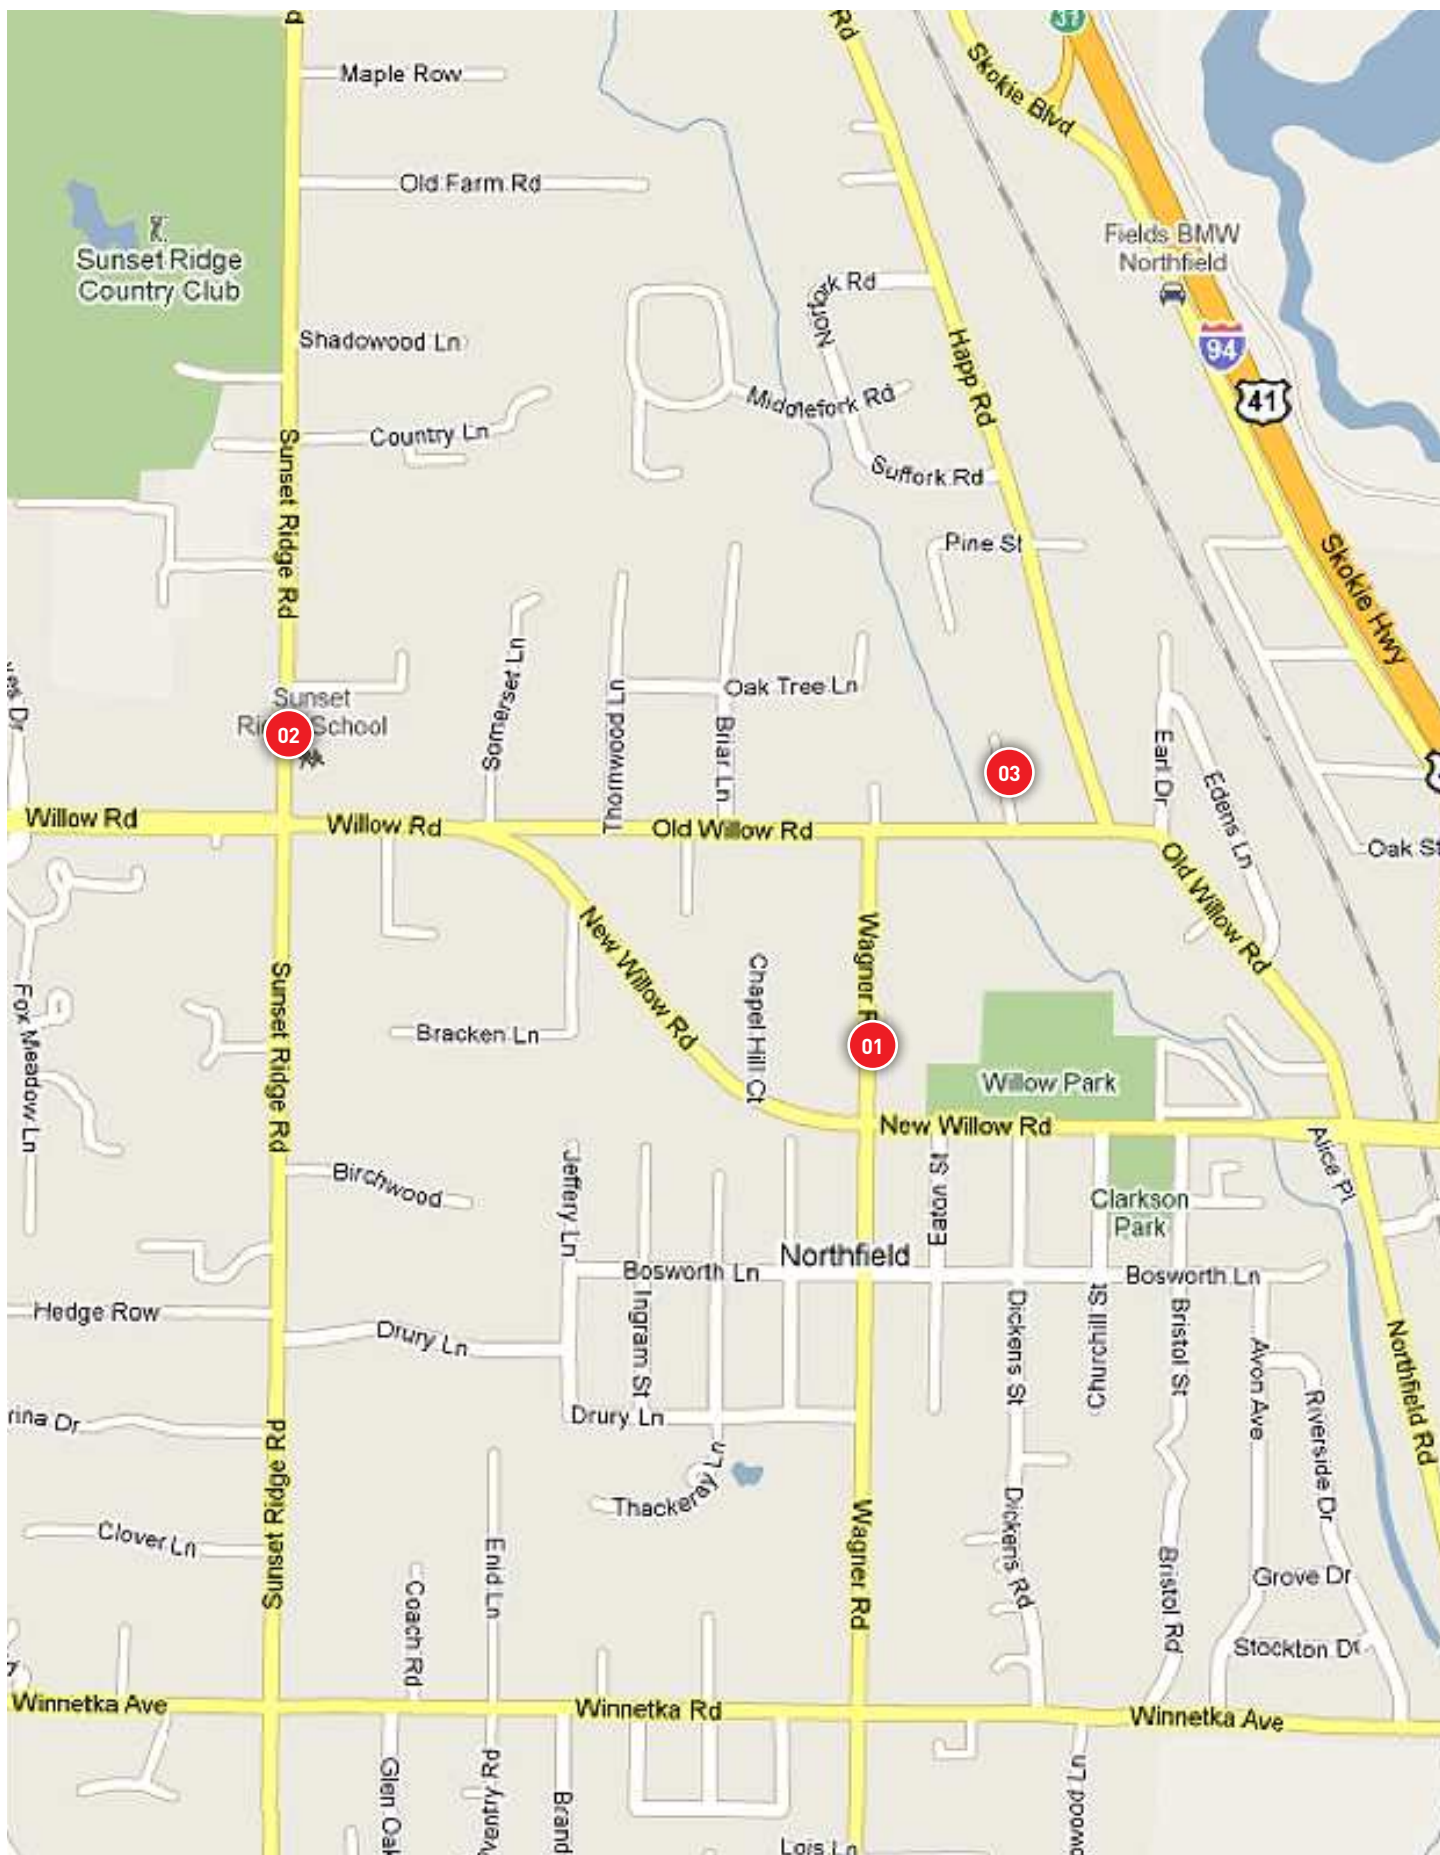 Rd
31
Maple Row
Skokie Blvd
Old Farm Rd
Sunset Ridge
Country Club
Fields BMW
Northfield
Norfork Rd
94
Shadowood Ln
Happ Rd
41
Middlefork Rd
Country Ln
Suffork Rd
Sunset Ridge Rd
Pine St
Skokie Hwy
Somerset Ln
Thornwood Ln
Oak Tree Ln
Briar Ln
Sunset
School
02
03
Earl Dr
Edens Ln
Willow Rd
Willow Rd
Old Willow Rd
Oak St
Old Willow Rd
New Willow Rd
Wagner
Chapel Hill Ct
Sunset Ridge Rd
Fox Meadow Ln
Bracken Ln
01
Willow Park
New Willow Rd
Alice Pl
Birchwood
Jeffery Ln
Eaton St
Clarkson
Park
Northfield
Bosworth Ln
Bosworth Ln
Hedge Row
Drury Ln
Ingram St
Dickens St
Churchill St
Bristol St
Avon Ave
Northfield Rd
Riverside Dr
rina Dr
Drury Ln
Sunset Ridge Rd
Thackeray Ln
Clover Ln
Enid Ln
Wagner Rd
Dickens Rd
Bristol Rd
Grove Dr
Coach Rd
Stockton Dr
Winnetka Ave
Winnetka Rd
Winnetka Ave
Glen Oak
Brand
wood Ln
Lois Ln